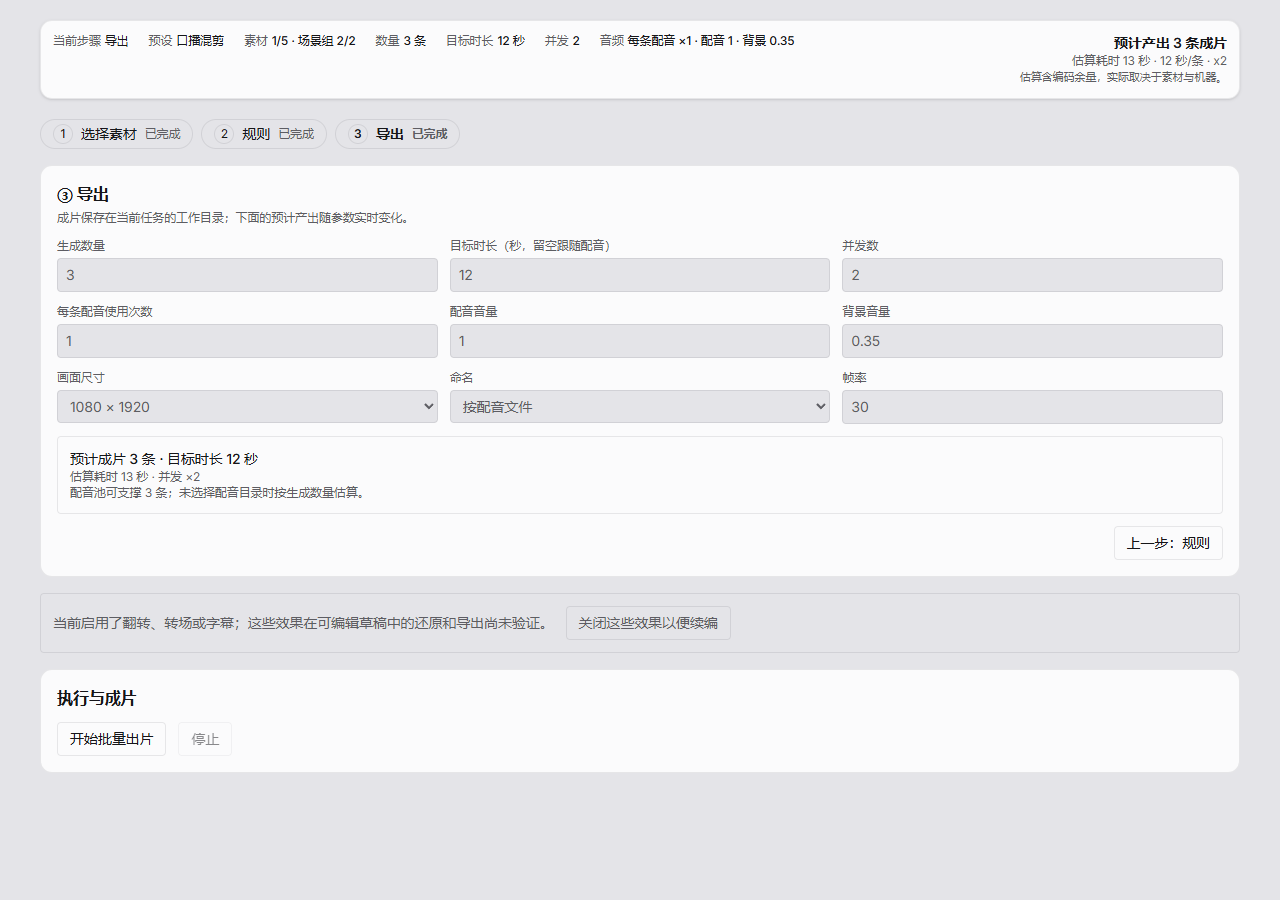 当前步骤 导出 预设 口播混剪 素材 1/5 · 场景组 2/2 数量 3 条 目标时长 12 秒 并发 2 音频 每条配音 ×1 · 配音 1 · 背景 0.35
预计产出 3 条成片
估算耗时 13 秒 · 12 秒/条 · x2
估算含编码余量，实际取决于素材与机器。
1 选择素材 已完成 2 规则 已完成 3 导出 已完成
③ 导出
成片保存在当前任务的工作目录；下面的预计产出随参数实时变化。
生成数量 目标时长（秒，留空跟随配音） 并发数
3 12 2
每条配音使用次数 配音音量 背景音量
1 1 0.35
画面尺寸 命名 帧率
1080 × 1920 按配音文件 30
预计成片 3 条 · 目标时长 12 秒
估算耗时 13 秒 · 并发 ×2
配音池可支撑 3 条；未选择配音目录时按生成数量估算。
上一步：规则
当前启用了翻转、转场或字幕；这些效果在可编辑草稿中的还原和导出尚未验证。 关闭这些效果以便续编
执行与成片
开始批量出片 停止